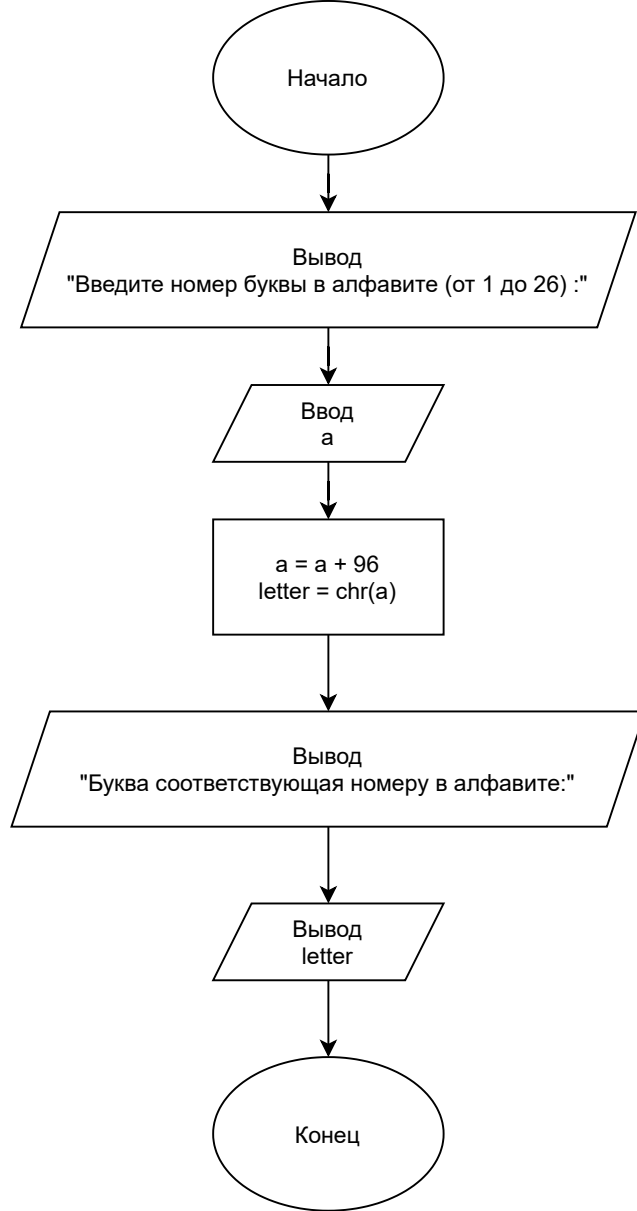 Начало
Вывод
"Введите номер буквы в алфавите (от 1 до 26) :"
Ввод
a
a = a + 96
letter = chr(a)
Вывод
"Буква соответствующая номеру в алфавите:"
Вывод
letter
Конец